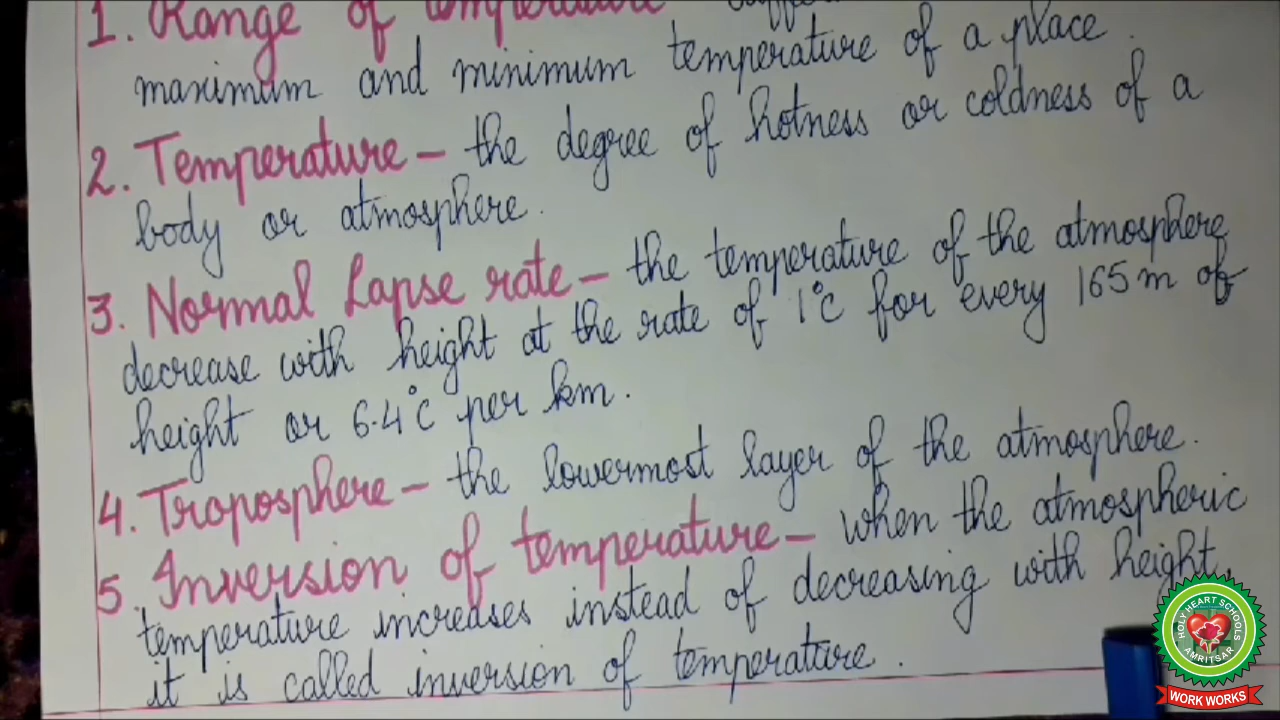 1. Range of temperature
maximum and minimum temperature of a place.
2. Temperature – the degree of hotness or coldness of a
body or atmosphere.
3. Normal Lapse rate – the temperature of the atmosphere
decrease with height at the rate of 1°C for every 165m of
height or 6.4°C per km.
4. Troposphere – the lowermost layer of the atmosphere.
5. Inversion of temperature – when the atmospheric
temperature increases instead of decreasing with height,
it is called inversion of temperature.
HOLY HEART SCHOOLS
AMRITSAR
WORK WORKS